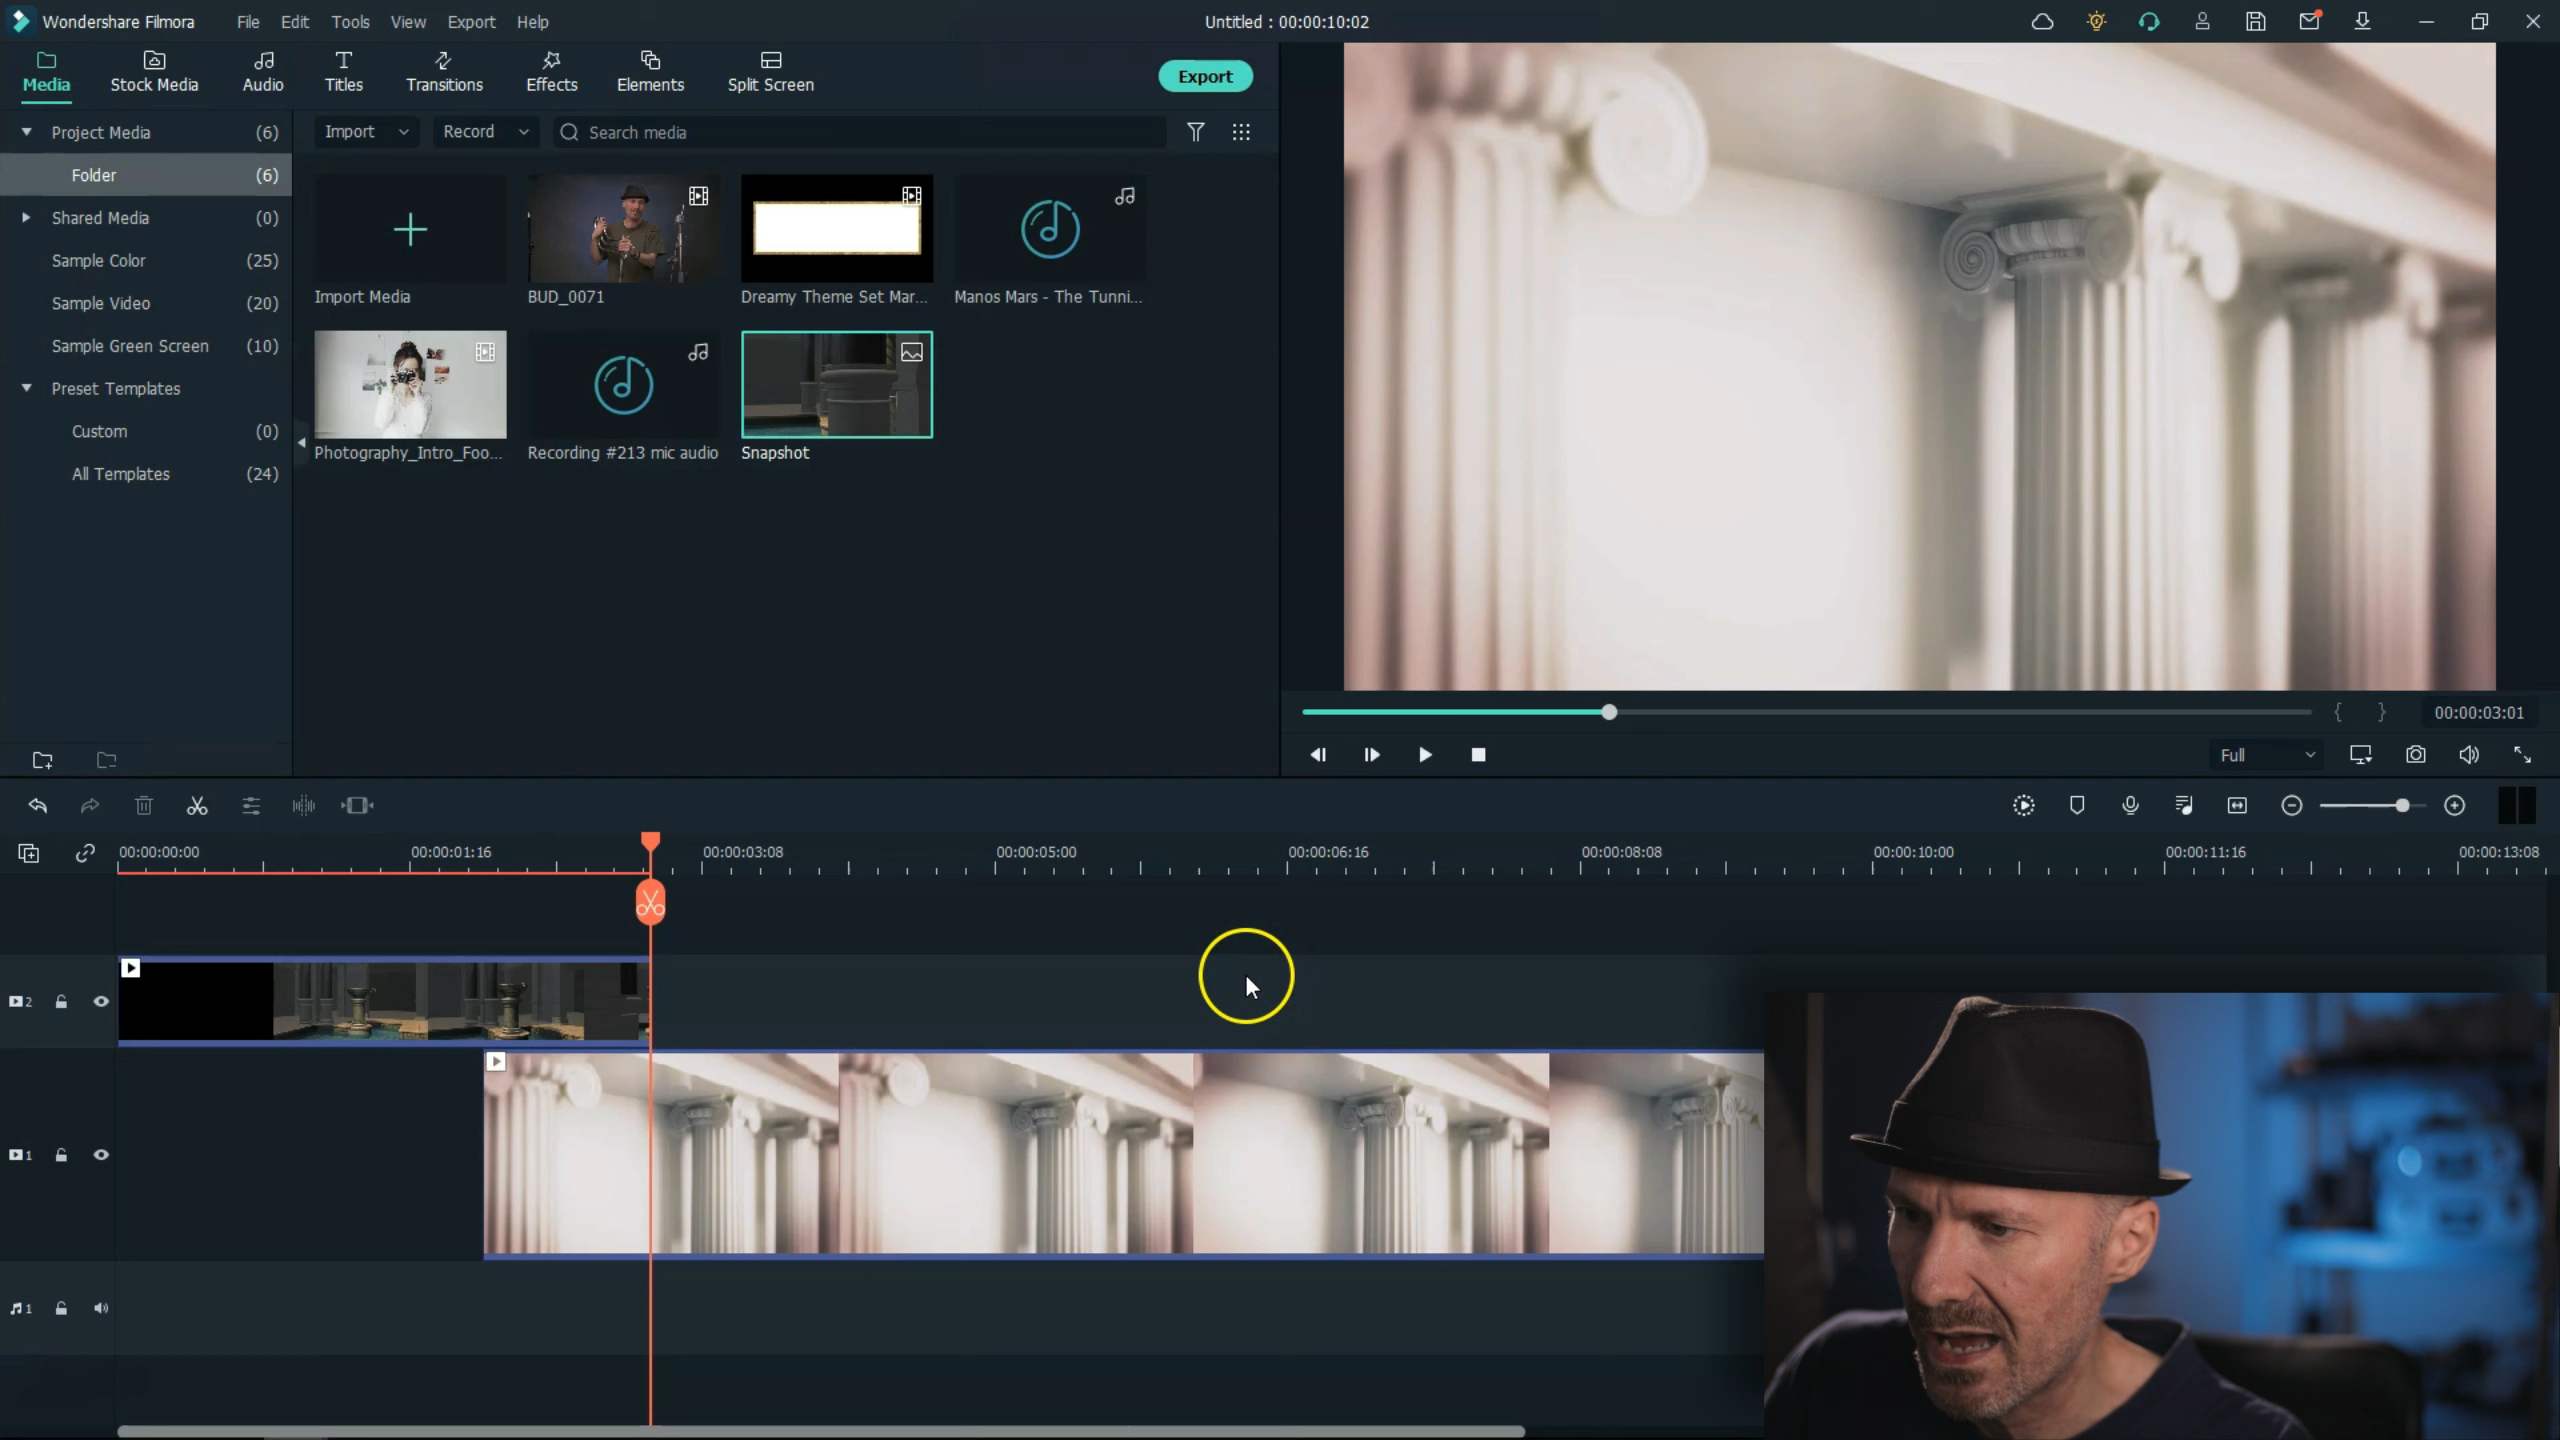 Wondershare Filmora File Edit Tools View Export Help Untitled : 00:00:10:02
Media Stock Media Audio Titles Transitions Effects Elements Split Screen Export
Project Media (6)
Folder (6)
Shared Media (0)
Sample Color (25)
Sample Video (20)
Sample Green Screen (10)
Preset Templates
Custom (0)
All Templates (24)
Import Record Search media
Import Media BUD_0071 Dreamy Theme Set Mar... Manos Mars - The Tunni...
Photography_Intro_Foo... Recording #213 mic audio Snapshot
{ } 00:00:03:01
Full
00:00:00:00 00:00:01:16 00:00:03:08 00:00:05:00 00:00:06:16 00:00:08:08 00:00:10:00 00:00:11:16 00:00:13:08
2
1
1